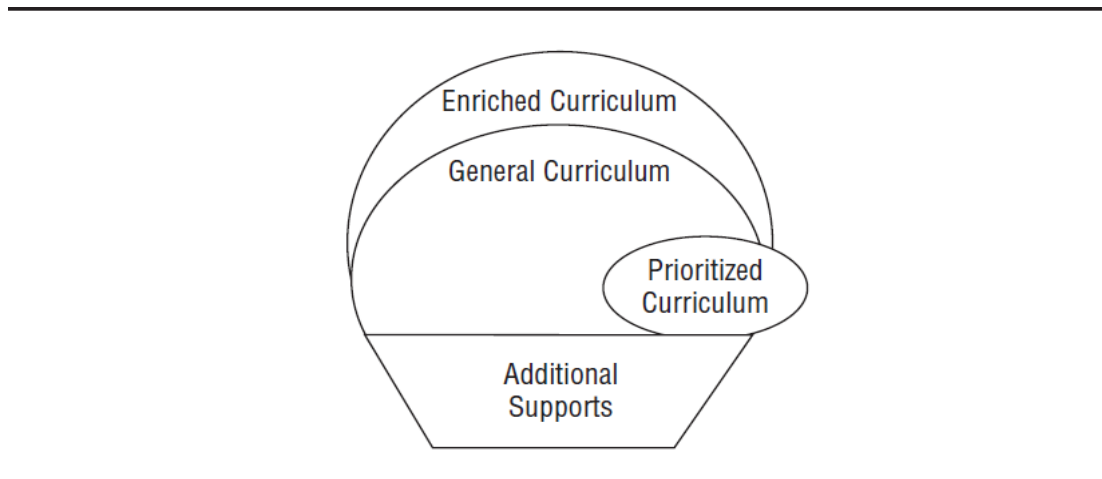 Enriched Curriculum
General Curriculum
Prioritized
Curriculum
Additional
Supports